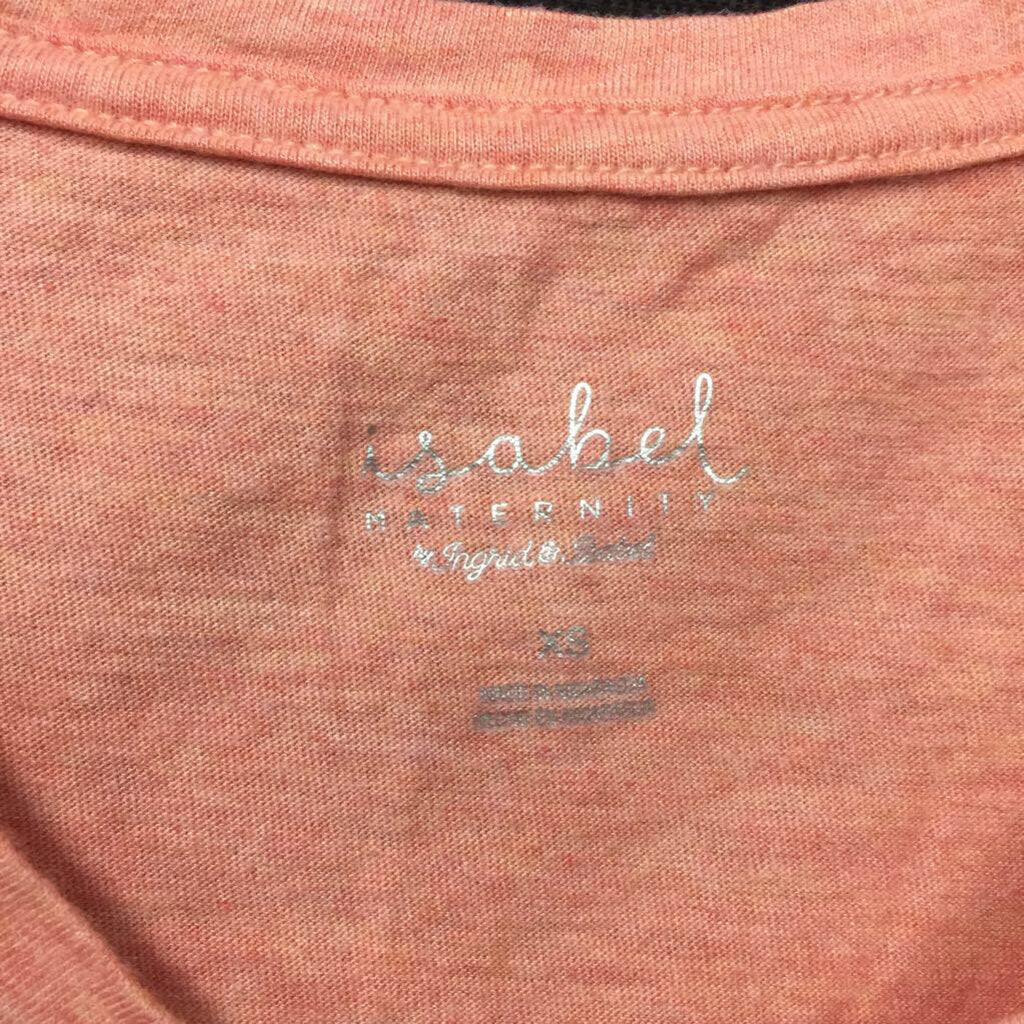 isabel
MATERNITY
by Ingrid & Isabel
XS